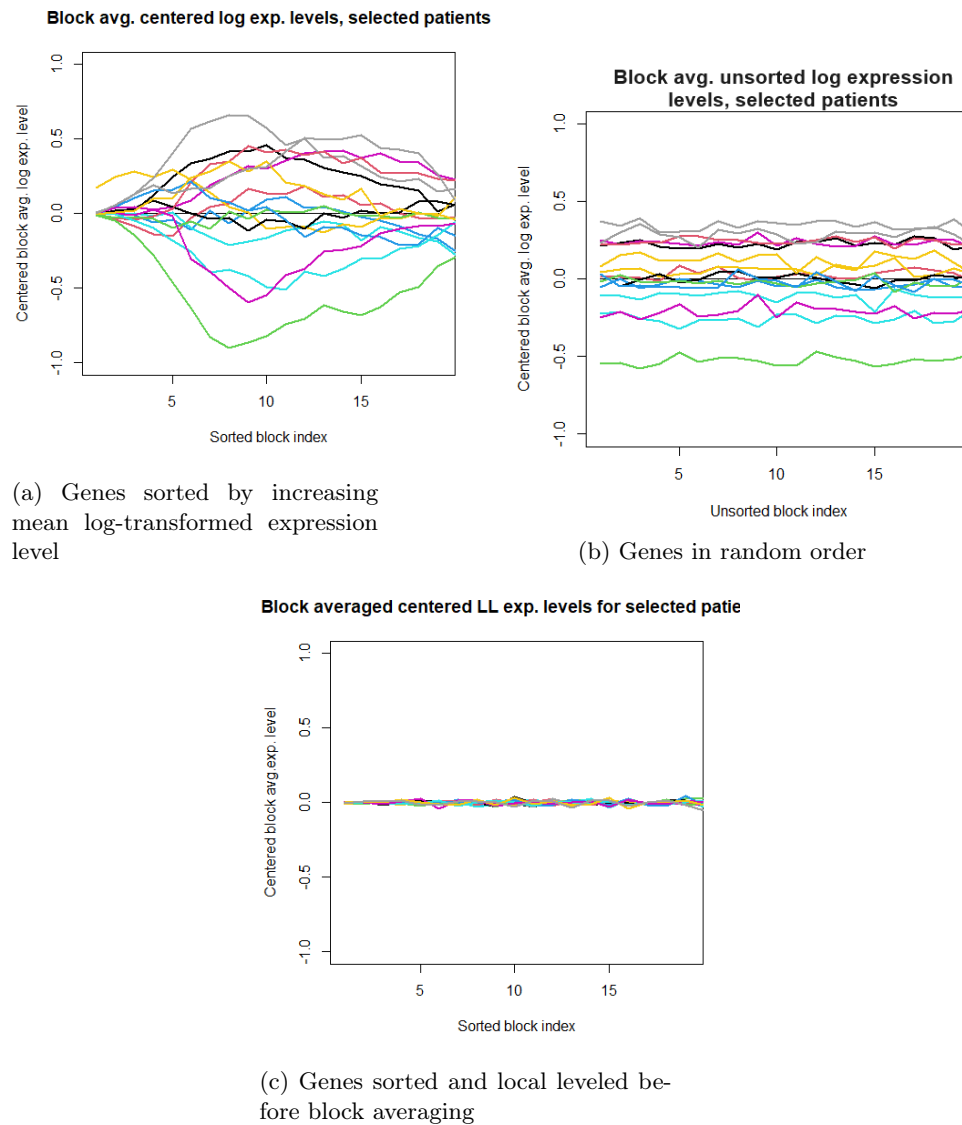 Block avg. centered log exp. levels, selected patients
1.0
0.5
0.0
-0.5
-1.0
Centered block avg. log exp. level
5
10
15
Sorted block index
(a) Genes sorted by increasing
mean log-transformed expression
level
Block avg. unsorted log expression
levels, selected patients
1.0
0.5
0.0
-0.5
-1.0
Centered block avg. log exp. level
5
10
15
Unsorted block index
(b) Genes in random order
Block averaged centered LL exp. levels for selected patie
1.0
0.5
0.0
-0.5
-1.0
Centered block avg.exp. level
5
10
15
Sorted block index
(c) Genes sorted and local leveled be-
fore block averaging